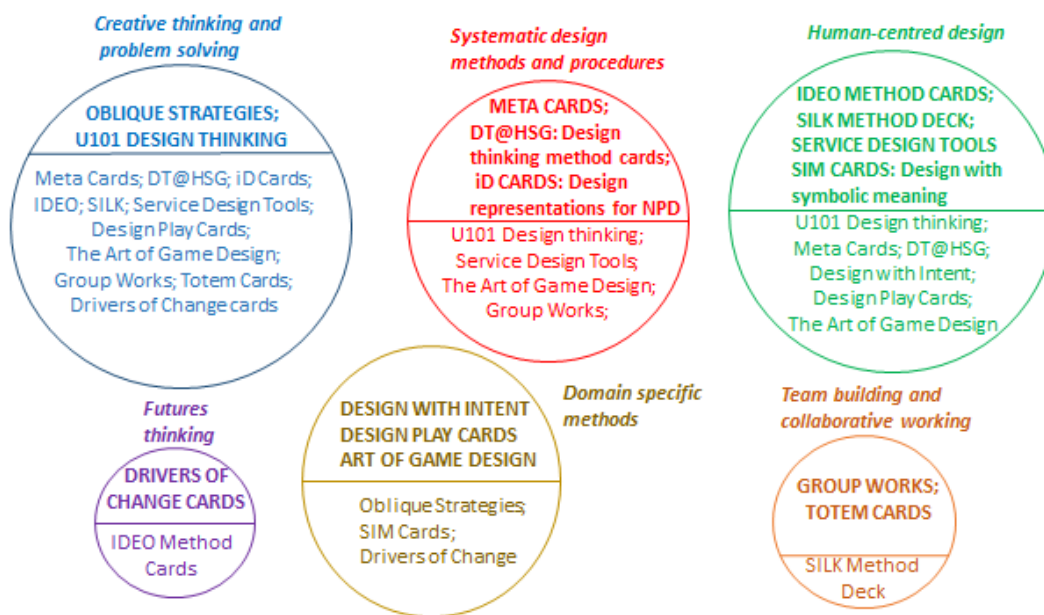 Creative thinking and
problem solving
OBLIQUE STRATEGIES;
U101 DESIGN THINKING
Meta Cards; DT@HSG; iD Cards;
IDEO; SILK; Service Design Tools;
Design Play Cards;
The Art of Game Design;
Group Works; Totem Cards;
Drivers of Change cards
Systematic design
methods and procedures
META CARDS;
DT@HSG: Design
thinking method cards;
iD CARDS: Design
representations for NPD
U101 Design thinking;
Service Design Tools;
The Art of Game Design;
Group Works;
Human-centred design
IDEO METHOD CARDS;
SILK METHOD DECK;
SERVICE DESIGN TOOLS
SIM CARDS: Design with
symbolic meaning
U101 Design thinking;
Meta Cards; DT@HSG;
Design with Intent;
Design Play Cards;
The Art of Game Design
Futures
thinking
DRIVERS OF
CHANGE CARDS
IDEO Method
Cards
Domain specific
methods
DESIGN WITH INTENT
DESIGN PLAY CARDS
ART OF GAME DESIGN
Oblique Strategies;
SIM Cards;
Drivers of Change
Team building and
collaborative working
GROUP WORKS;
TOTEM CARDS
SILK Method
Deck